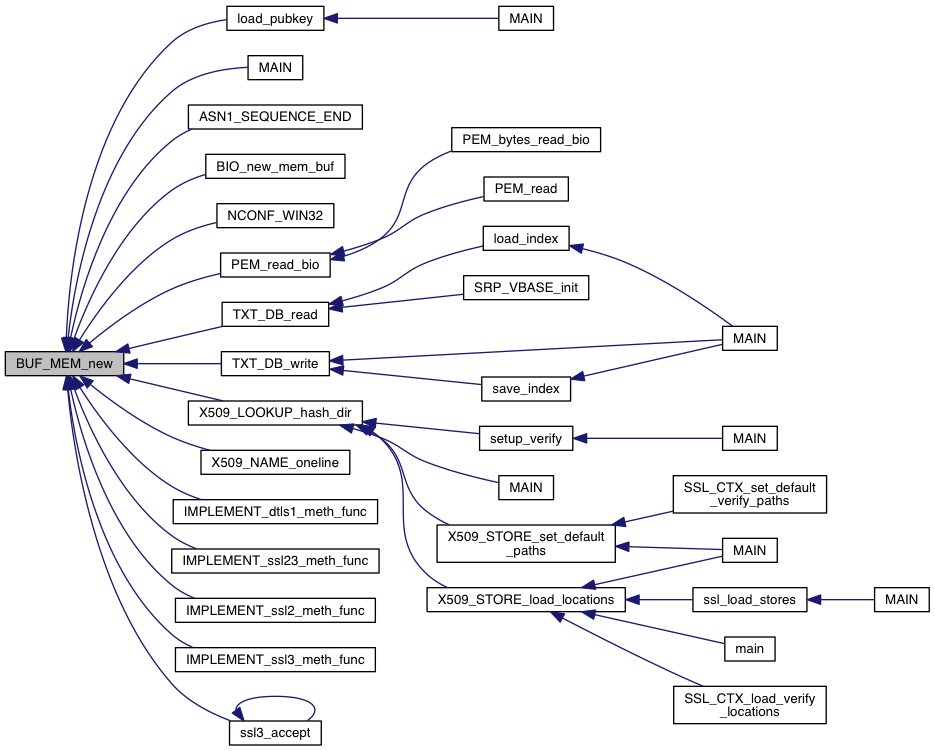 load_pubkey
MAIN
MAIN
ASN1_SEQUENCE_END
PEM_bytes_read_bio
BIO_new_mem_buf
PEM_read
NCONF_WIN32
load_index
PEM_read_bio
SRP_VBASE_init
TXT_DB_read
MAIN
BUF_MEM_new
TXT_DB_write
save_index
X509_LOOKUP_hash_dir
setup_verify
MAIN
X509_NAME_oneline
MAIN
SSL_CTX_set_default
_verify_paths
IMPLEMENT_dtls1_meth_func
X509_STORE_set_default
_paths
MAIN
IMPLEMENT_ssl23_meth_func
X509_STORE_load_locations
ssl_load_stores
MAIN
IMPLEMENT_ssl2_meth_func
main
IMPLEMENT_ssl3_meth_func
SSL_CTX_load_verify
_locations
ssl3_accept